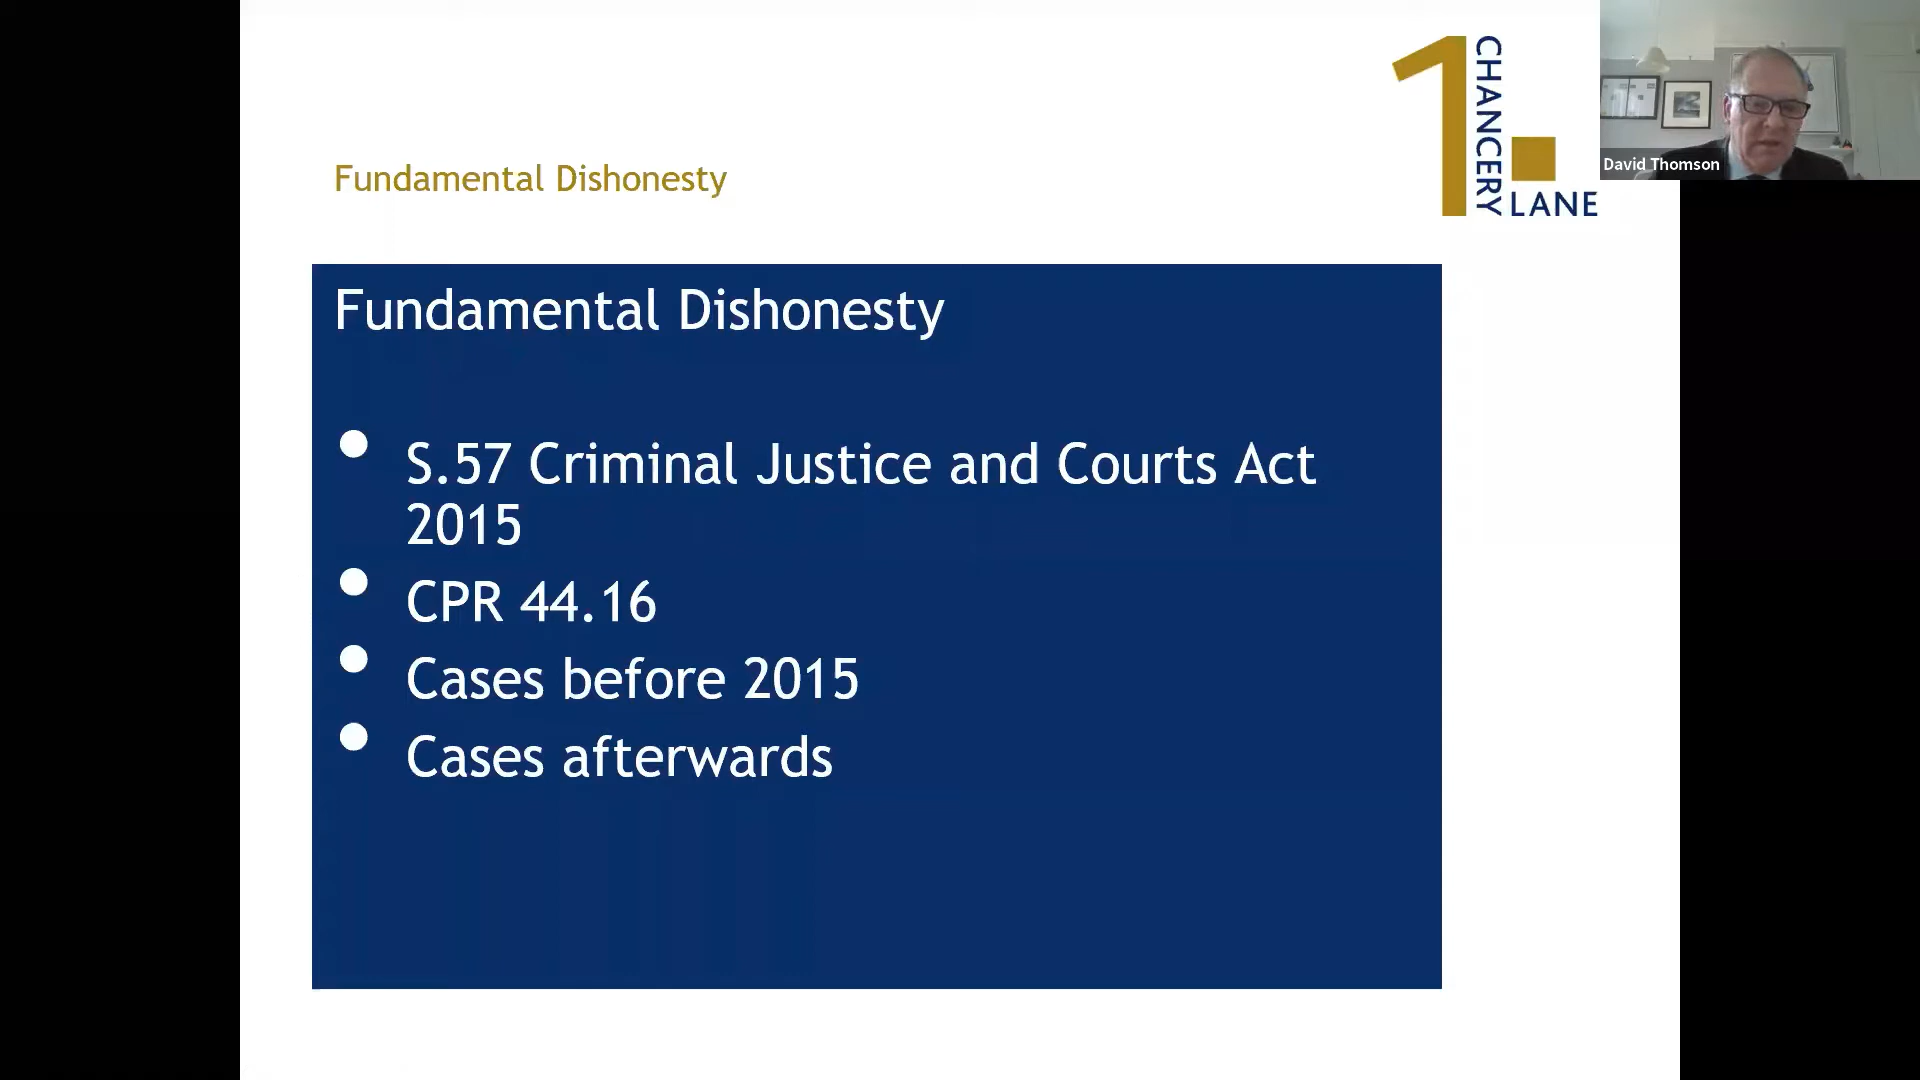 1 CHANCERY LANE
David Thomson
Fundamental Dishonesty
Fundamental Dishonesty
• S.57 Criminal Justice and Courts Act
2015
• CPR 44.16
• Cases before 2015
• Cases afterwards